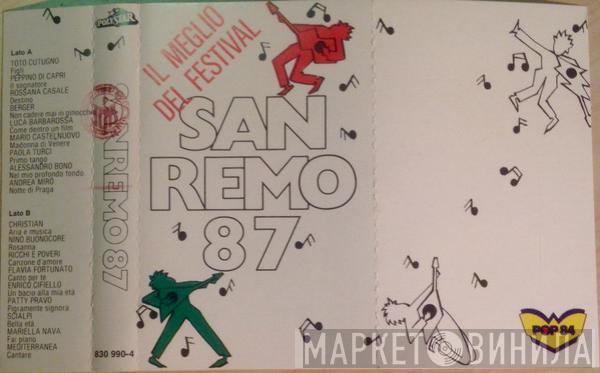 Lato A
TOTO CUTUGNO
Figli
PEPPINO DI CAPRI
Il sognatore
ROSSANA CASALE
Destino
BERGER
Non cadere mai in ginocchio
LUCA BARBAROSSA
Come dentro un film
MARIO CASTELNUOVO
Madonna di Venere
PAOLA TURCI
Primo tango
ALESSANDRO BONO
Nel mio profondo fondo
ANDREA MIRÒ
Notte di Praga
Lato B
CHRISTIAN
Aria e musica
NINO BUONOCORE
Rosanna
RICCHI E POVERI
Canzone d'amore
FLAVIA FORTUNATO
Canto per te
ENRICO CIFIELLO
Un bacio alla mia età
PATTY PRAVO
Pigramente signora
SCIALPI
Bella età
MARIELLA NAVA
Fai piano
MEDITERRANEA
Cantare
POLYSTAR
SANREMO 87
830 990-4
IL MEGLIO
DEL FESTIVAL
SAN
REMO
87
POP 84
МАРКЕТ ВИНИЛА